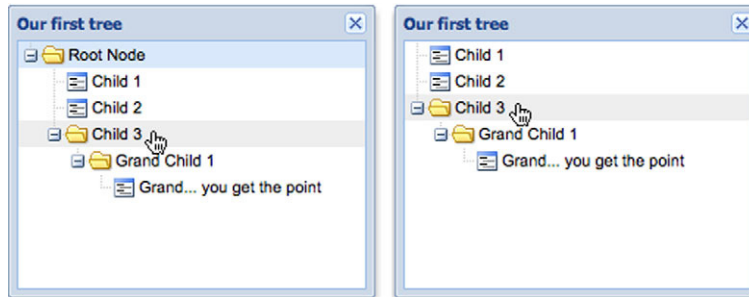 Our first tree
Root Node
Child 1
Child 2
Child 3
Grand Child 1
Grand... you get the point
Our first tree
Child 1
Child 2
Child 3
Grand Child 1
Grand... you get the point